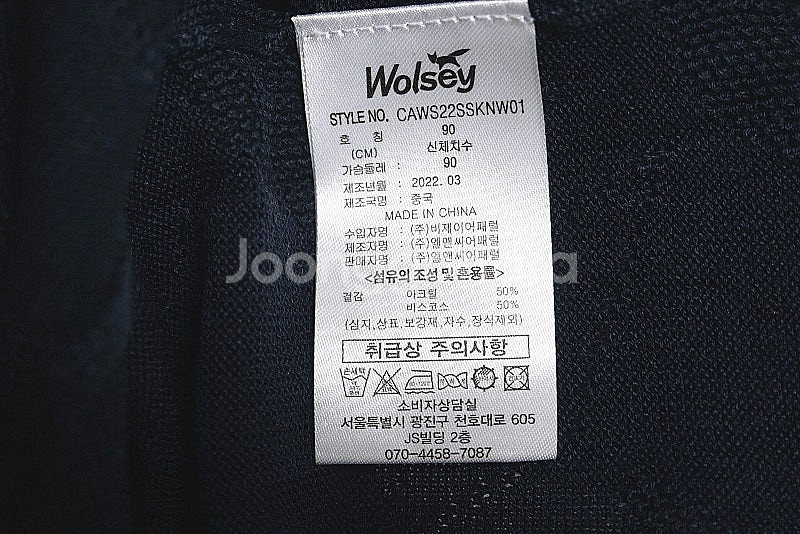 Wolsey
STYLE NO. CAWS22SSKNW01
호 칭 90
(CM) 신체치수
가슴둘레 : 90
제조년월 : 2022. 03
제조국명 : 중국
MADE IN CHINA
수입자명 : (주)비제이어패럴
제조자명 : (주)엠앤씨어패럴
판매자명 : (주)엠앤씨어패럴
<섬유의 조성 및 혼용률>
겉감 아크릴 50%
비스코스 50%
(심지,상표,보강재,자수,장식제외)
취급상 주의사항
손세탁
소비자상담실
서울특별시 광진구 천호대로 605
JS빌딩 2층
070-4458-7087